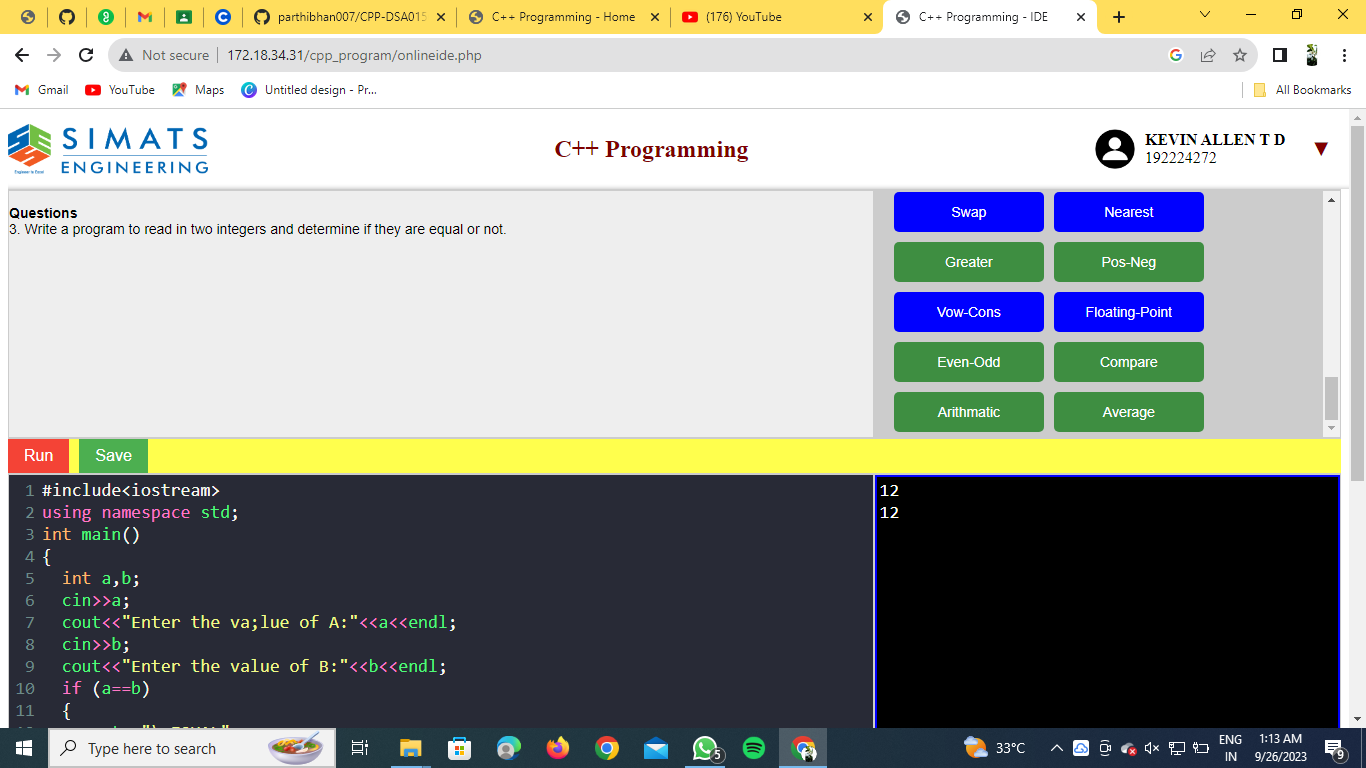 parthibhan007/CPP-DSA015
C++ Programming - Home
(176) YouTube
C++ Programming - IDE
Not secure
172.18.34.31/cpp_program/onlineide.php
Gmail
YouTube
Maps
Untitled design - Pr...
All Bookmarks
SIMATS
ENGINEERING
Engineer to Excel
C++ Programming
KEVIN ALLEN T D
192224272
Questions
3. Write a program to read in two integers and determine if they are equal or not.
Swap
Nearest
Greater
Pos-Neg
Vow-Cons
Floating-Point
Even-Odd
Compare
Arithmatic
Average
Run
Save
1 #include<iostream>
2 using namespace std;
3 int main()
4 {
5 int a,b;
6 cin>>a;
7 cout<<"Enter the va;lue of A:"<<a<<endl;
8 cin>>b;
9 cout<<"Enter the value of B:"<<b<<endl;
10 if (a==b)
11 {
12
12
Type here to search
5
33°C
ENG
IN
1:13 AM
9/26/2023
9